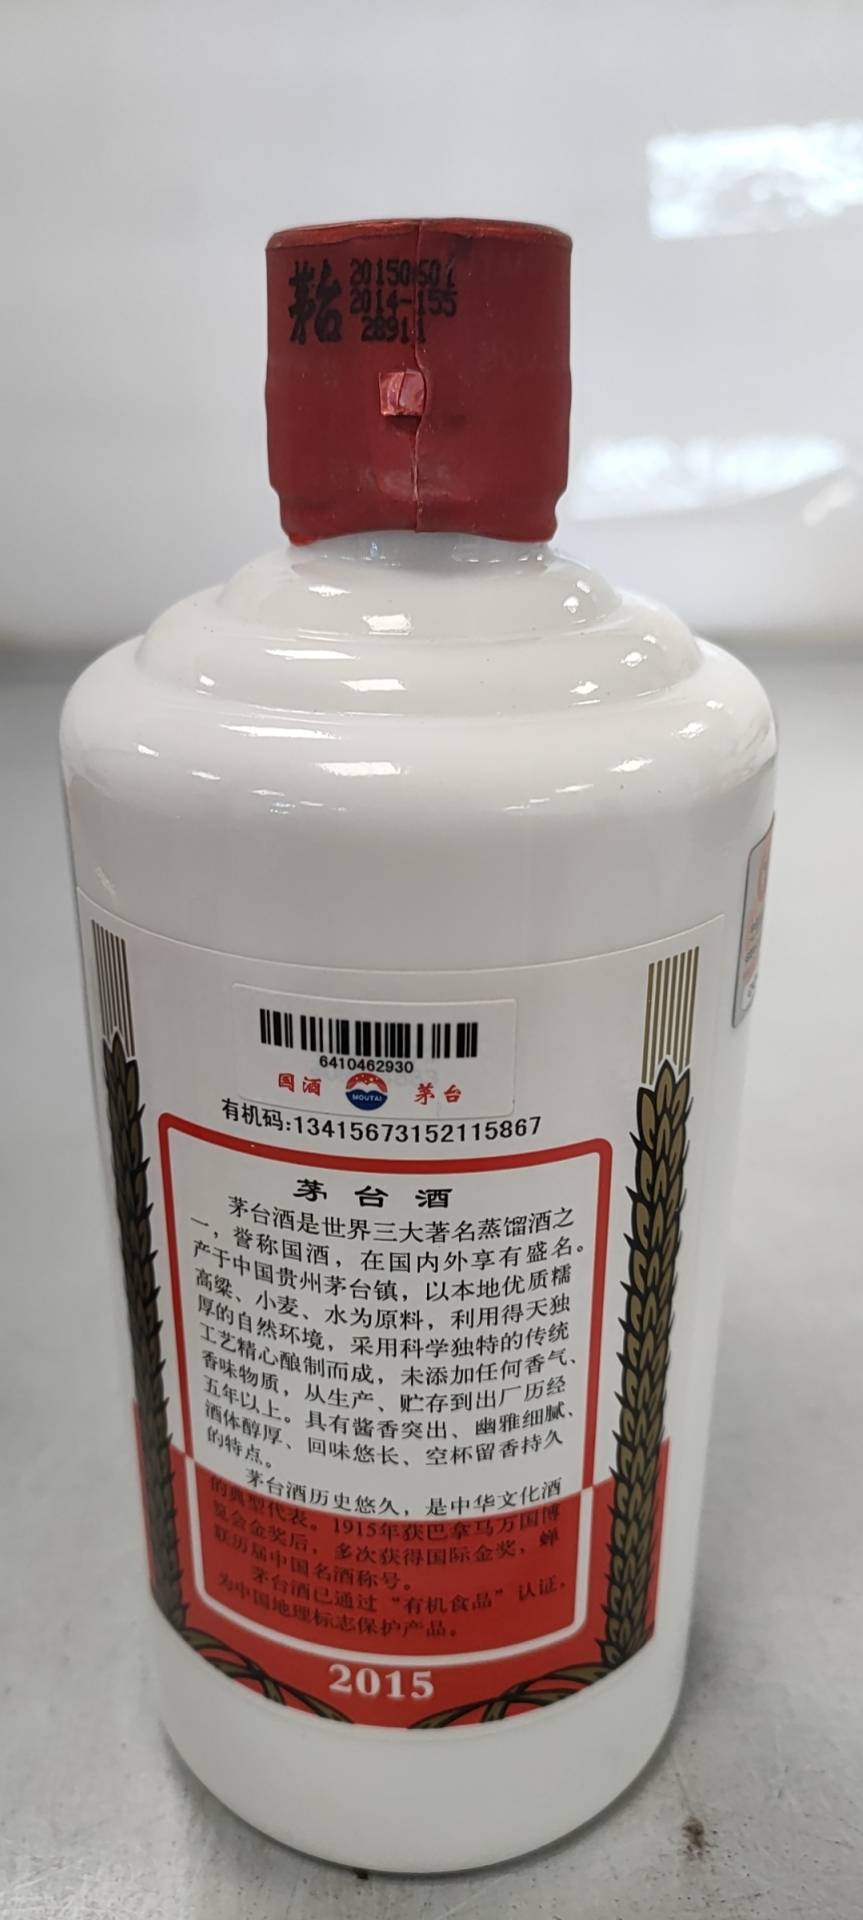 茅台
20150507
2014-155
28911
6410462930
国酒 MOUTAI 茅台
有机码:13415673152115867
茅台酒
茅台酒是世界三大著名蒸馏酒之
一，誉称国酒，在国内外享有盛名。
产于中国贵州茅台镇，以本地优质糯
高粱、小麦、水为原料，利用得天独
厚的自然环境，采用科学独特的传统
工艺精心酿制而成，未添加任何香气、
香味物质，从生产、贮存到出厂历经
五年以上。具有酱香突出、幽雅细腻、
酒体醇厚、回味悠长、空杯留香持久
的特点。
茅台酒历史悠久，是中华文化酒
的典型代表。1915年获巴拿马万国博
览会金奖后，多次获得国际金奖，蝉
联历届中国名酒称号。
茅台酒已通过“有机食品”认证，
为中国地理标志保护产品。
2015